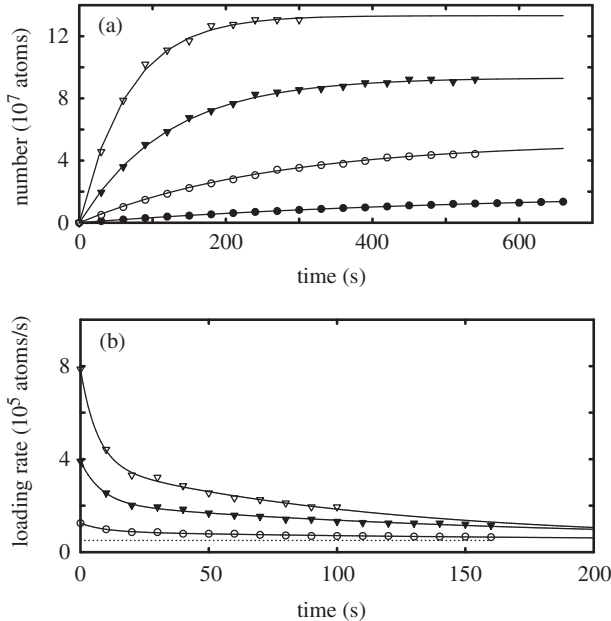 (a)
12
8
4
0
number (10⁷ atoms)
0 200 400 600
time (s)
(b)
8
4
0
loading rate (10⁵ atoms/s)
0 50 100 150 200
time (s)